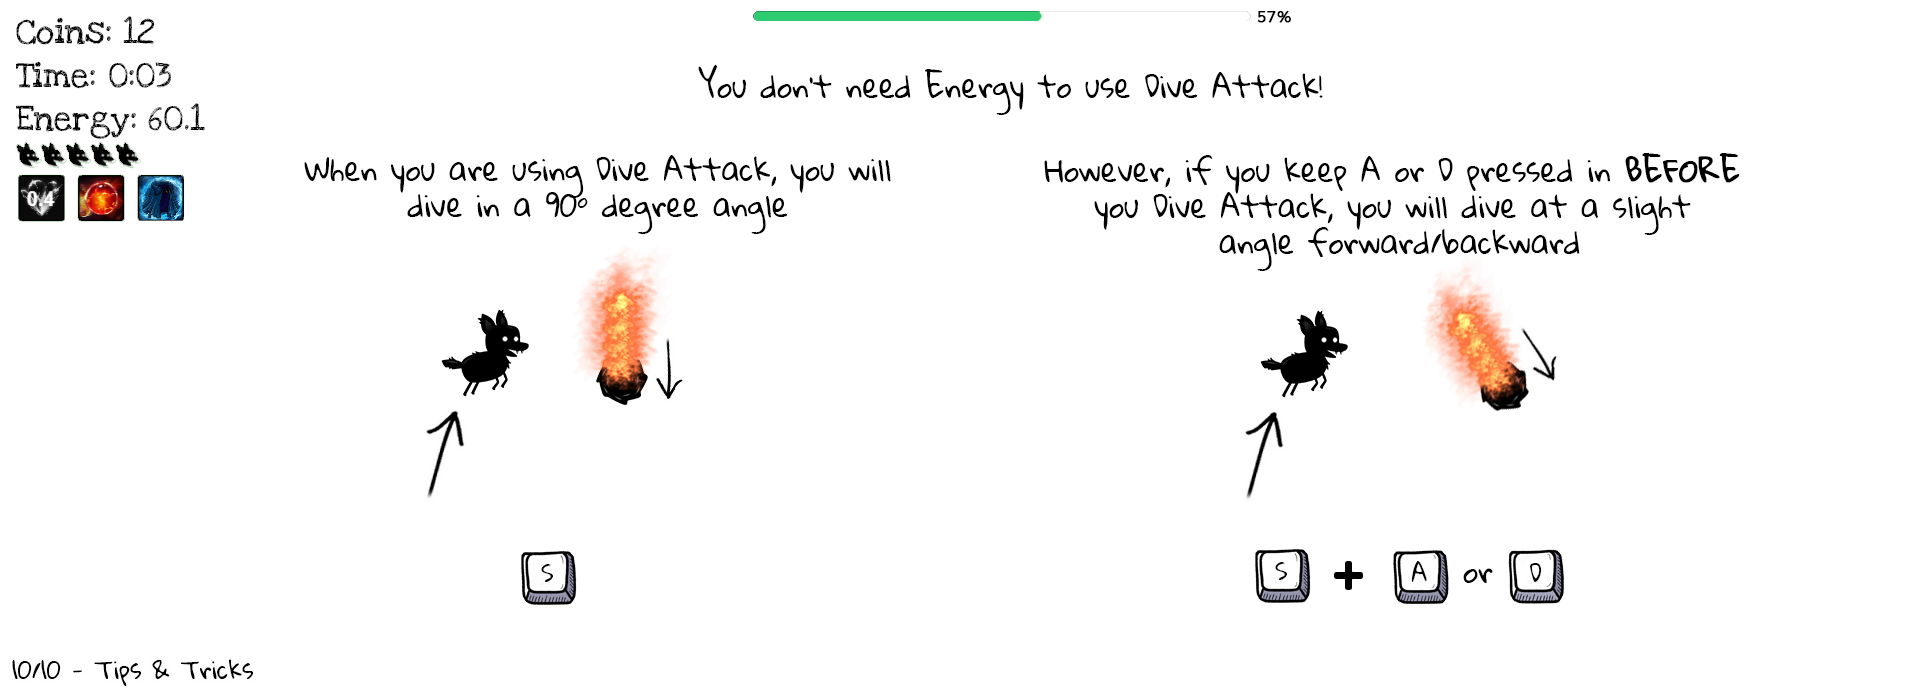 57%
Coins: 12
Time: 0:03
Energy: 60.1
0.4
You don't need Energy to use Dive Attack!
When you are using Dive Attack, you will
dive in a 90° degree angle
However, if you keep A or D pressed in BEFORE
you Dive Attack, you will dive at a slight
angle forward/backward
S
S + A or D
10/10 - Tips & Tricks